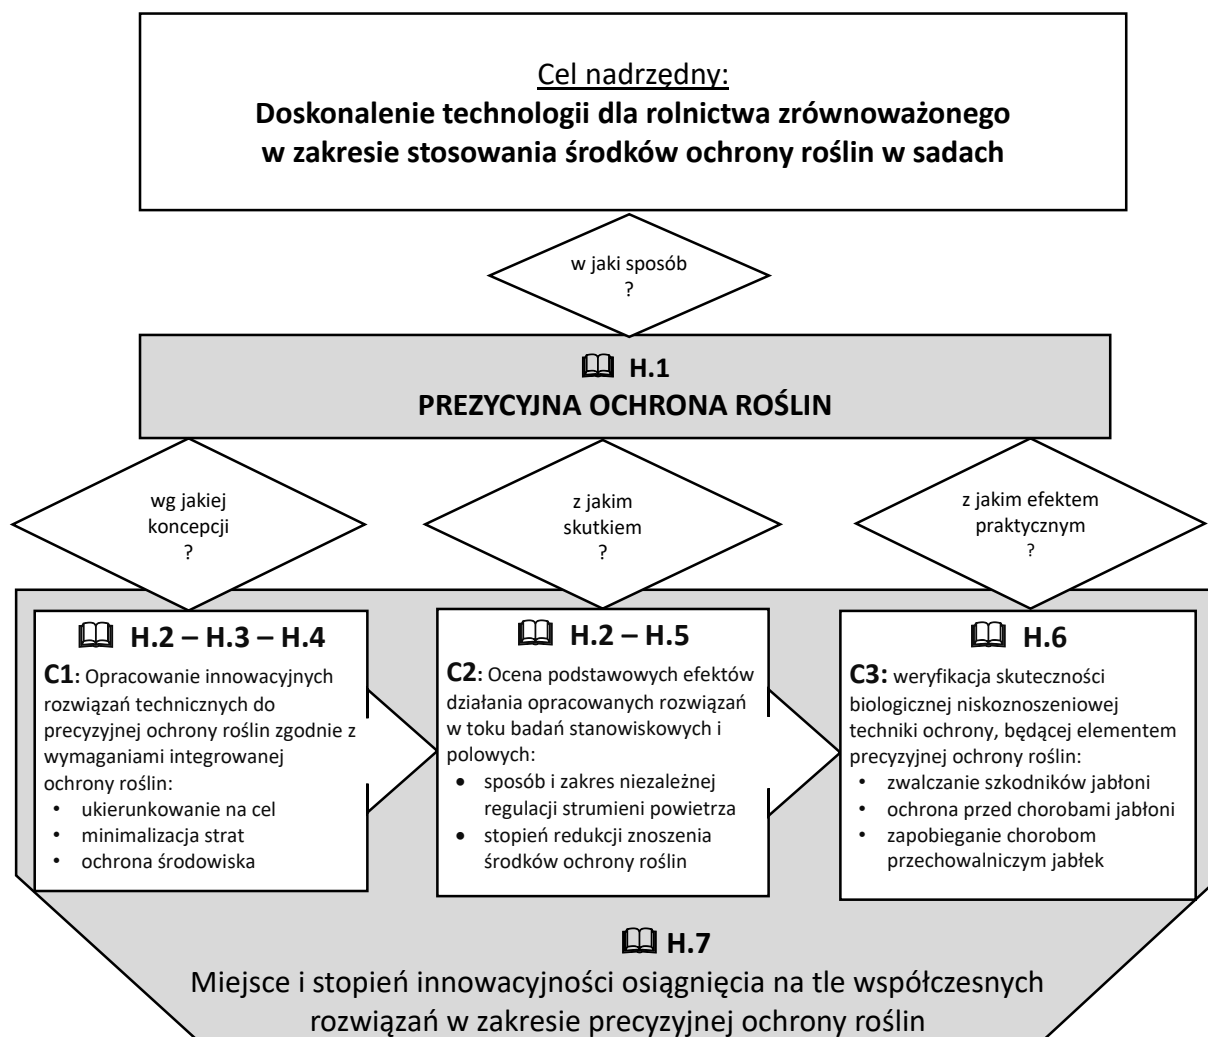 Cel nadrzędny:
Doskonalenie technologii dla rolnictwa zrównoważonego
w zakresie stosowania środków ochrony roślin w sadach
w jaki sposób
?
H.1
PREZYCYJNA OCHRONA ROŚLIN
wg jakiej
koncepcji
?
z jakim
skutkiem
?
z jakim efektem
praktycznym
?
H.2 – H.3 – H.4
C1: Opracowanie innowacyjnych
rozwiązań technicznych do
precyzyjnej ochrony roślin zgodnie z
wymaganiami integrowanej
ochrony roślin:
• ukierunkowanie na cel
• minimalizacja strat
• ochrona środowiska
H.2 – H.5
C2: Ocena podstawowych efektów
działania opracowanych rozwiązań
w toku badań stanowiskowych i
polowych:
• sposób i zakres niezależnej
regulacji strumieni powietrza
• stopień redukcji znoszenia
środków ochrony roślin
H.6
C3: weryfikacja skuteczności
biologicznej niskoznoszeniowej
techniki ochrony, będącej elementem
precyzyjnej ochrony roślin:
• zwalczanie szkodników jabłoni
• ochrona przed chorobami jabłoni
• zapobieganie chorobom
przechowalniczym jabłek
H.7
Miejsce i stopień innowacyjności osiągnięcia na tle współczesnych
rozwiązań w zakresie precyzyjnej ochrony roślin